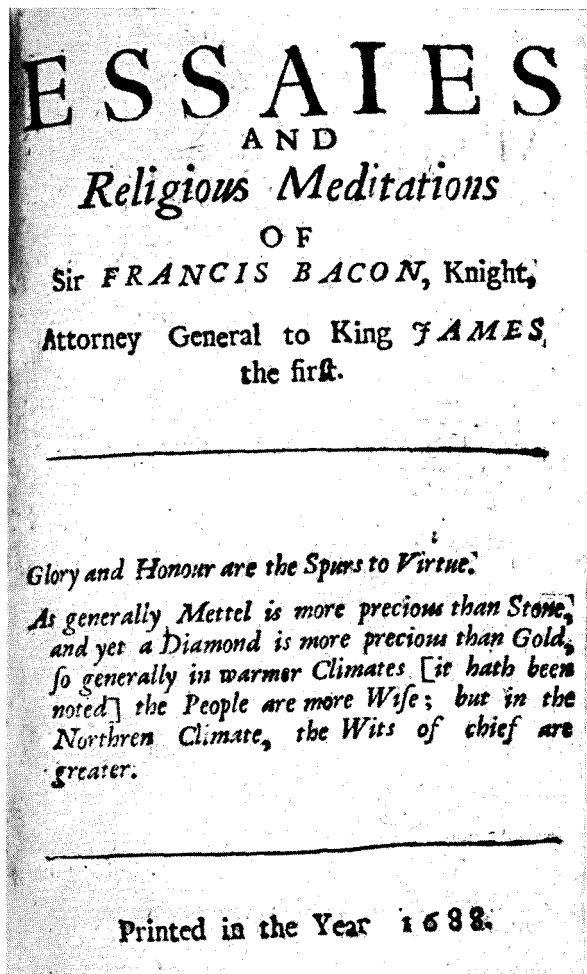 ESSAIES
AND
Religious Meditations
OF
Sir FRANCIS BACON, Knight,
Attorney General to King JAMES
the firſt.
Glory and Honour are the Spurs to Virtue.
As generally Mettel is more precious than Stone,
and yet a Diamond is more precious than Gold,
ſo generally in warmer Climates [it hath been
noted] the People are more Wiſe; but in the
Northren Climate, the Wits of chief are
greater.
Printed in the Year 1688.